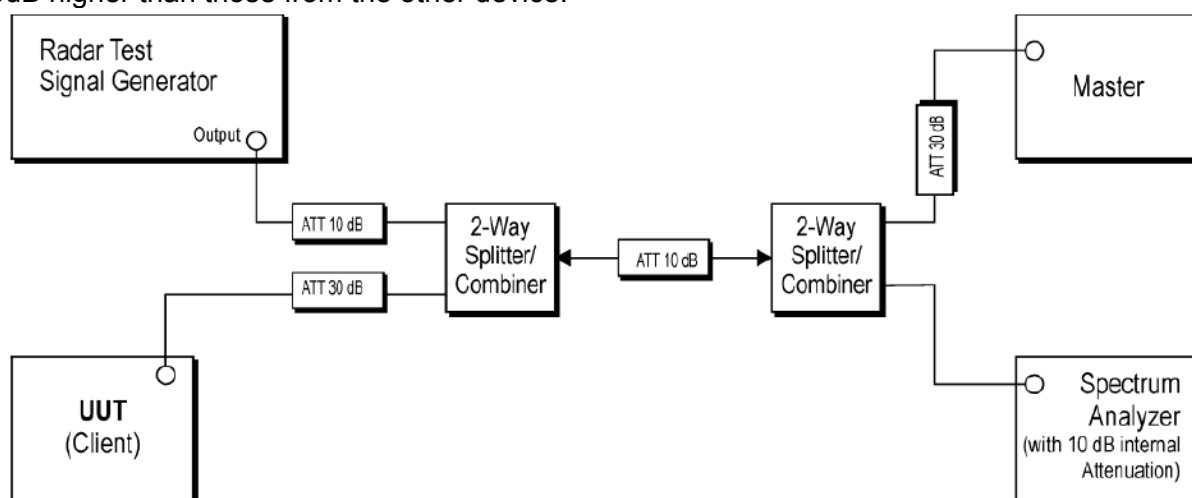 dB higher than those from the other device.
Radar Test
Signal Generator
Output
Master
ATT 30 dB
ATT 10 dB
2-Way
Splitter/
Combiner
ATT 10 dB
2-Way
Splitter/
Combiner
ATT 30 dB
UUT
(Client)
Spectrum
Analyzer
(with 10 dB internal
Attenuation)